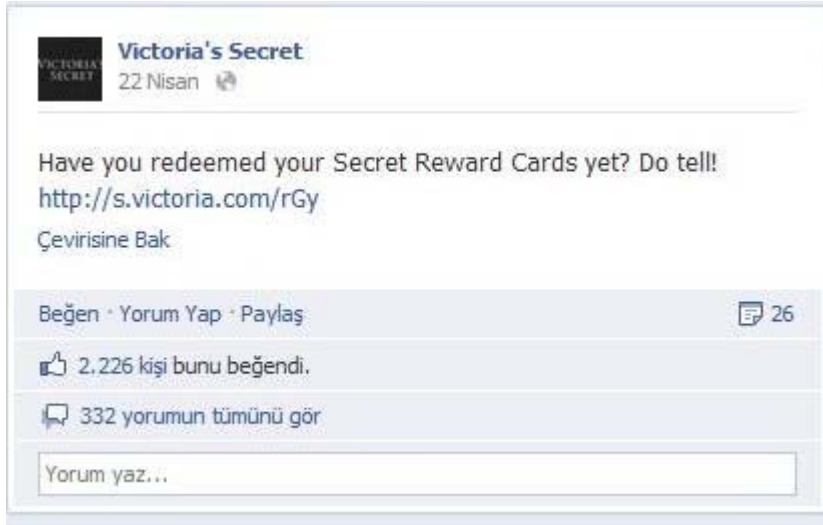 VICTORIA'S
SECRET
Victoria's Secret
22 Nisan
Have you redeemed your Secret Reward Cards yet? Do tell!
http://s.victoria.com/rGy
Çevirisine Bak
Beğen · Yorum Yap · Paylaş 26
2.226 kişi bunu beğendi.
332 yorumun tümünü gör
Yorum yaz...